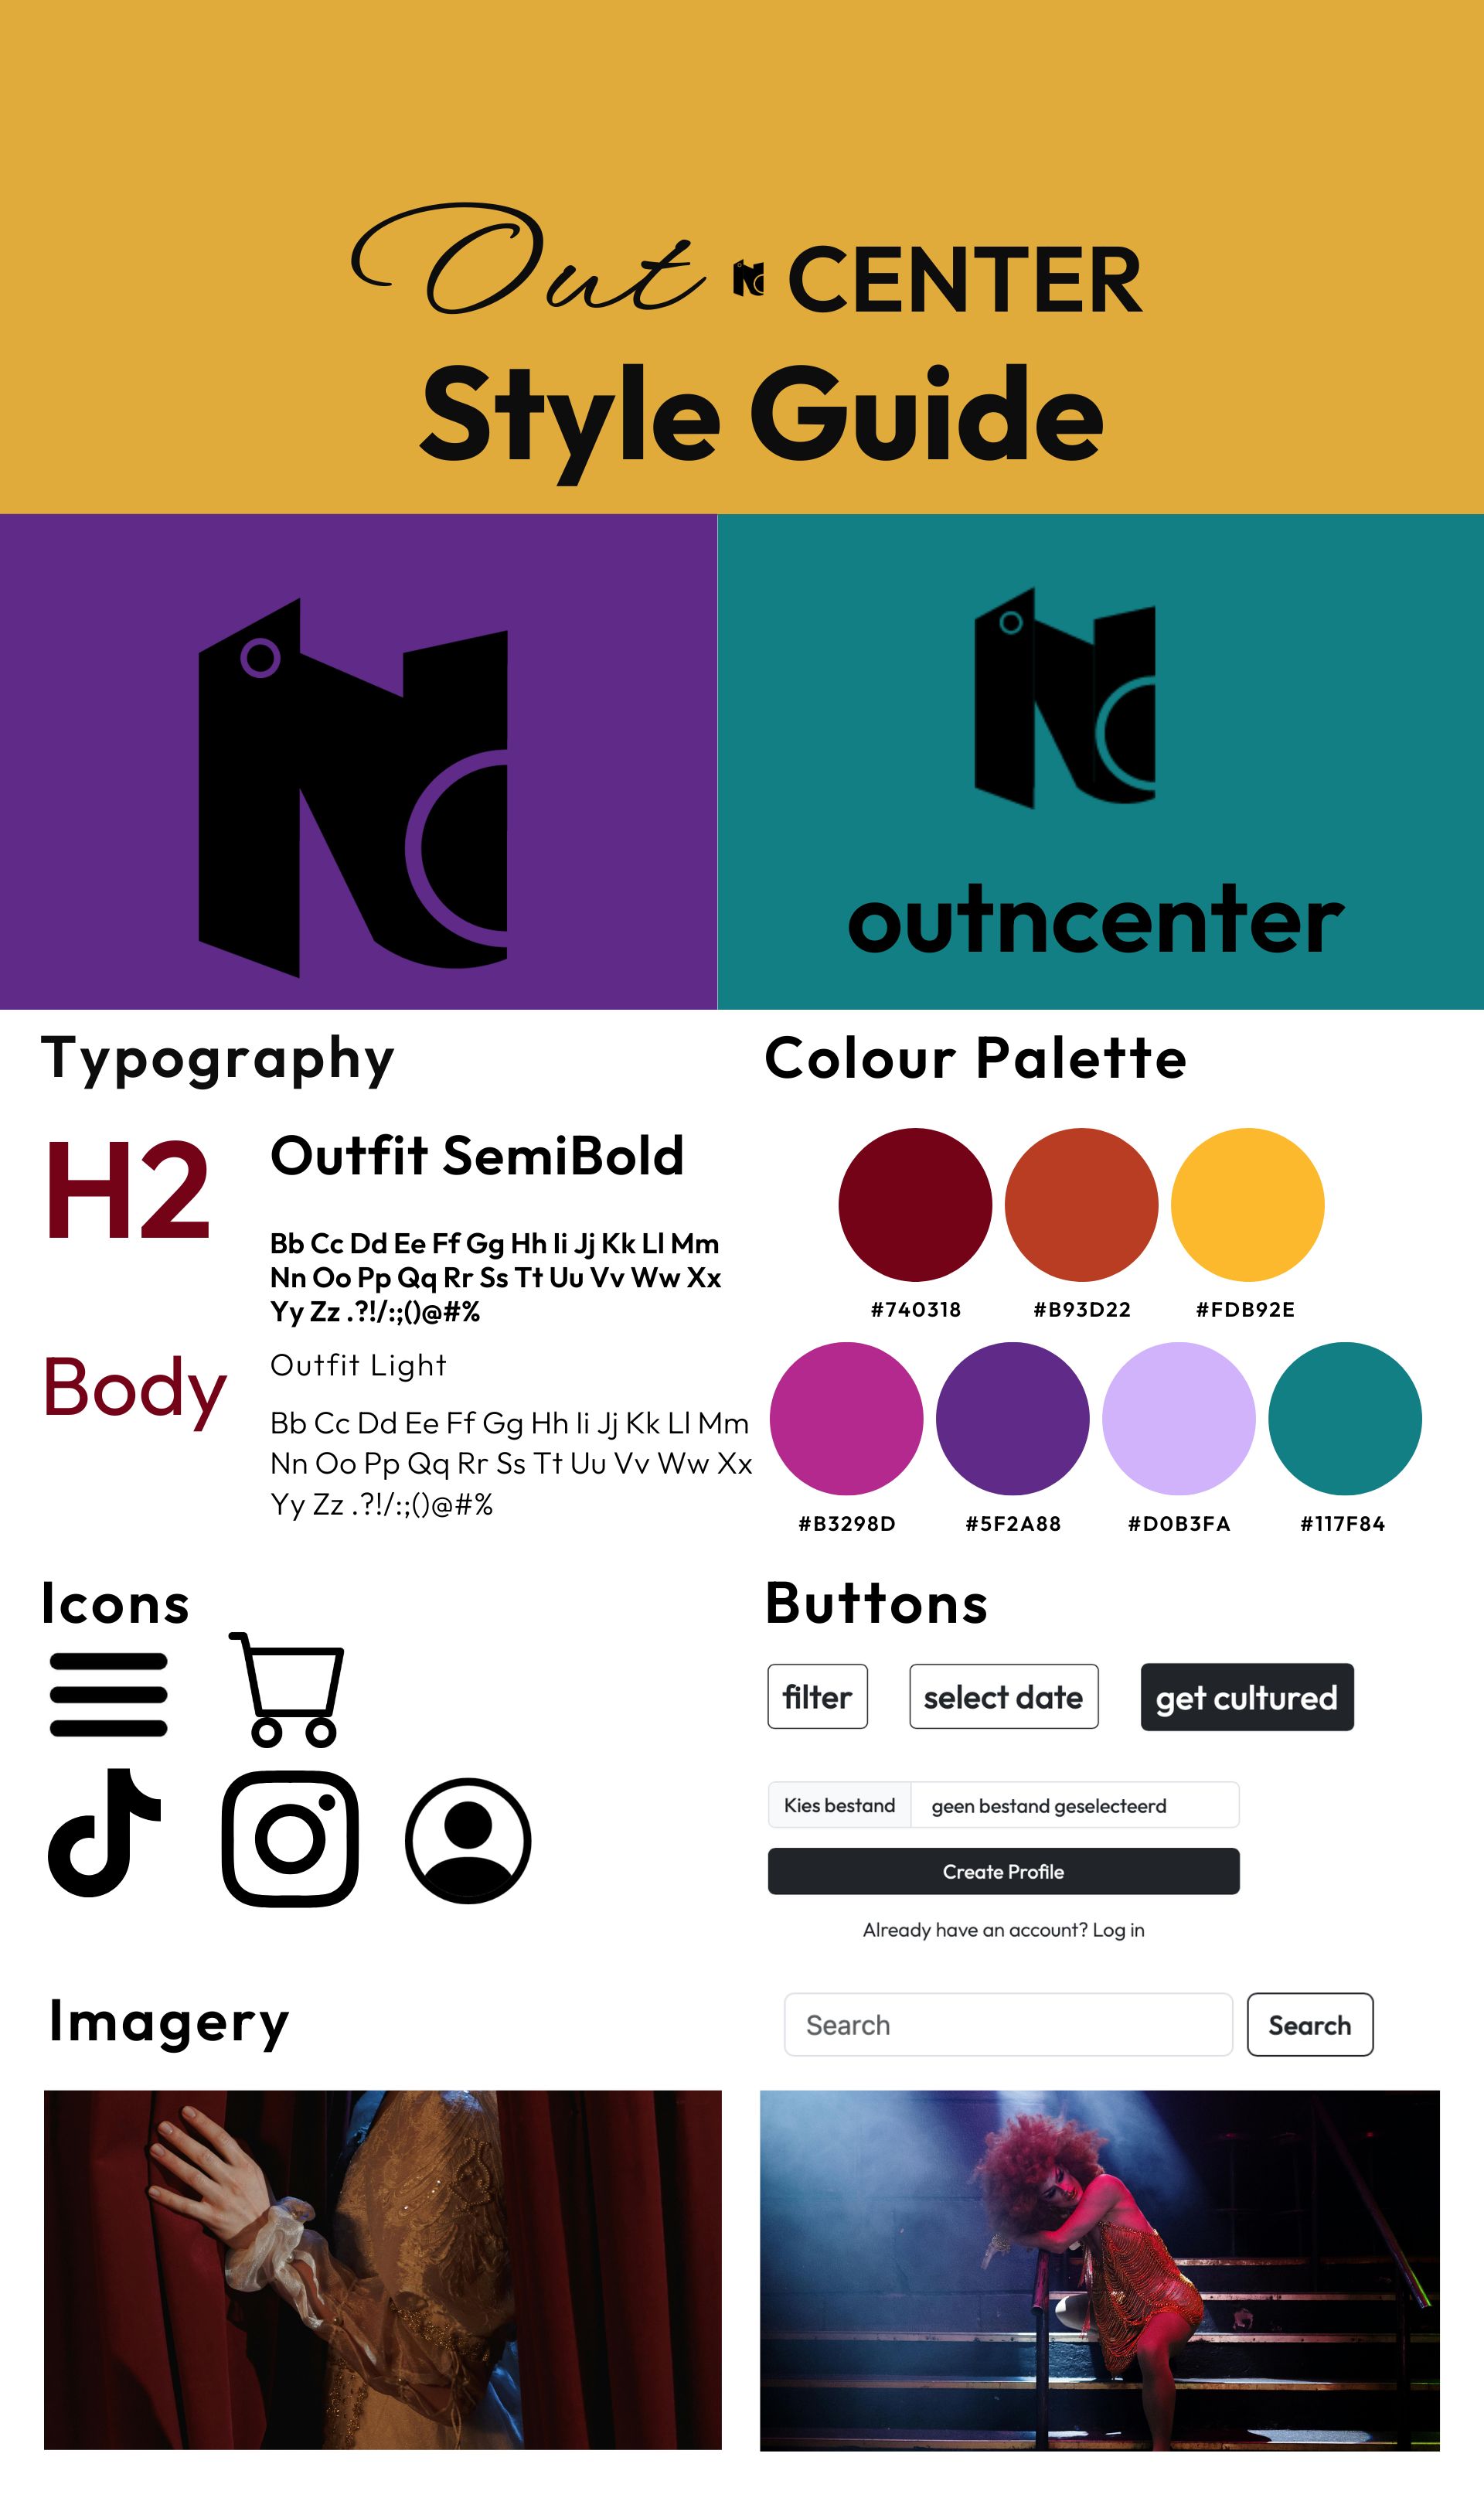 Out NC CENTER
Style Guide
NC
NC
outncenter
Typography
H2
Outfit SemiBold
Bb Cc Dd Ee Ff Gg Hh Ii Jj Kk Ll Mm
Nn Oo Pp Qq Rr Ss Tt Uu Vv Ww Xx
Yy Zz .?!/:;()@#%
Body
Outfit Light
Bb Cc Dd Ee Ff Gg Hh Ii Jj Kk Ll Mm
Nn Oo Pp Qq Rr Ss Tt Uu Vv Ww Xx
Yy Zz .?!/:;()@#%
Colour Palette
#740318 #B93D22 #FDB92E
#B3298D #5F2A88 #D0B3FA #117F84
Icons
Buttons
filter select date get cultured
Kies bestand geen bestand geselecteerd
Create Profile
Already have an account? Log in
Search Search
Imagery